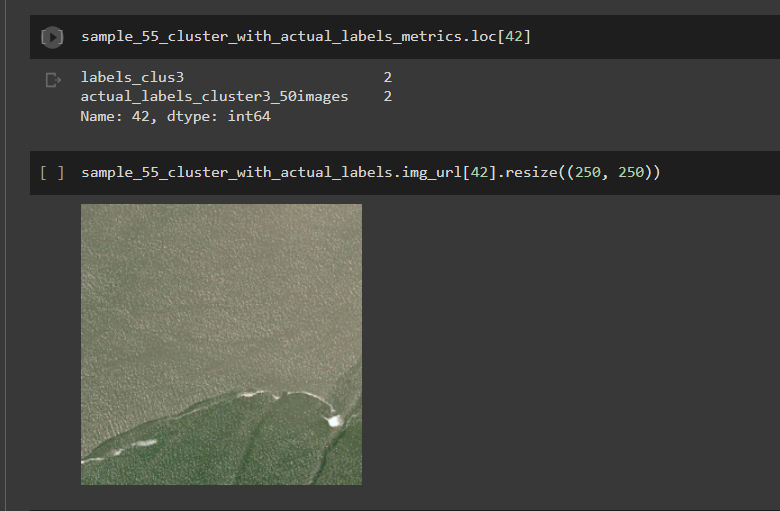 sample_55_cluster_with_actual_labels_metrics.loc[42]
labels_clus3 2
actual_labels_cluster3_50images 2
Name: 42, dtype: int64
[ ] sample_55_cluster_with_actual_labels.img_url[42].resize((250, 250))